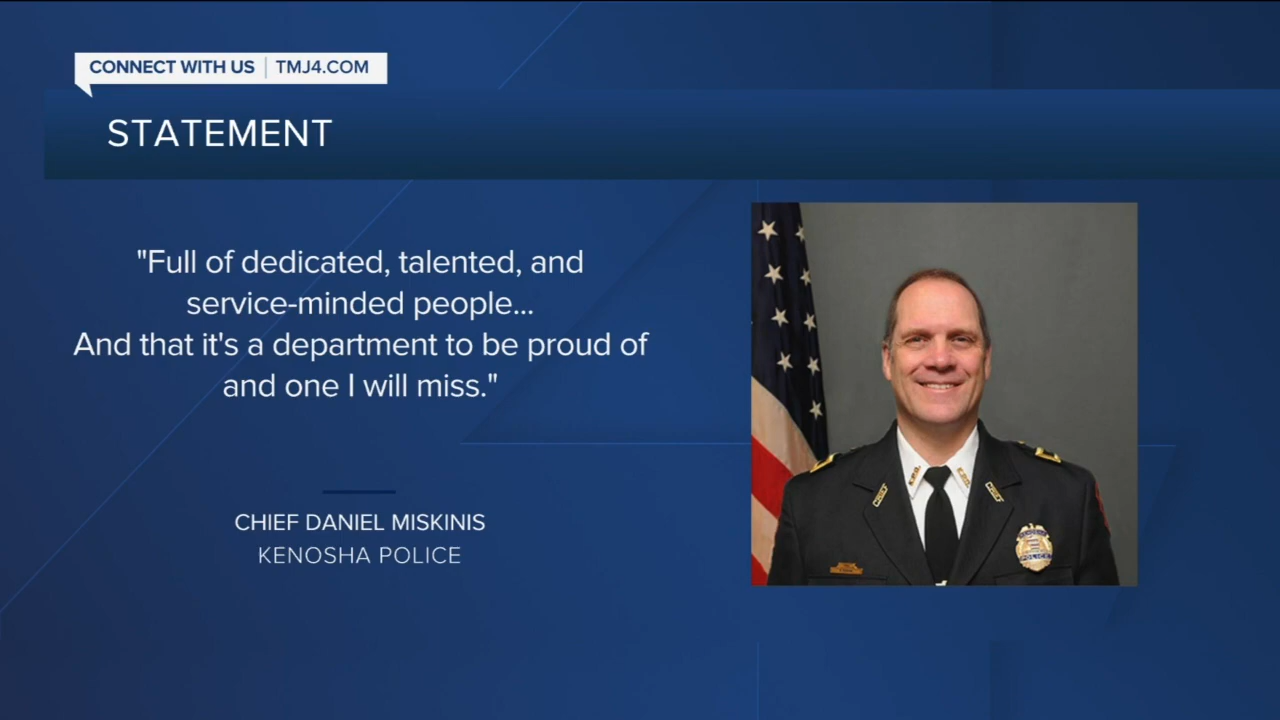 CONNECT WITH US | TMJ4.COM
STATEMENT
"Full of dedicated, talented, and
service-minded people...
And that it's a department to be proud of
and one I will miss."
CHIEF DANIEL MISKINIS
KENOSHA POLICE
POLICE